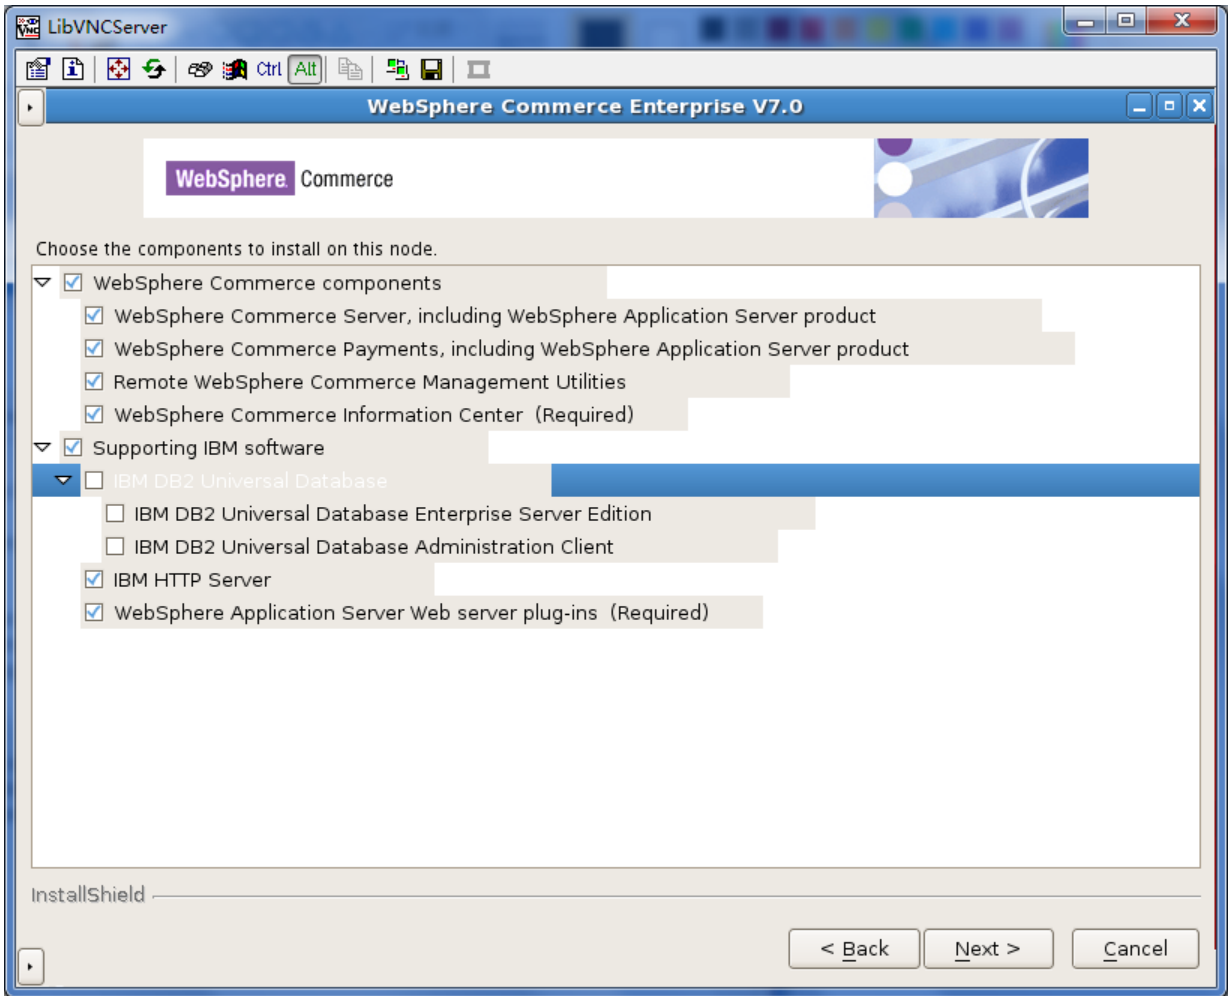 LibVNCServer
Ctrl Alt
WebSphere Commerce Enterprise V7.0
WebSphere. Commerce
Choose the components to install on this node.
WebSphere Commerce components
WebSphere Commerce Server, including WebSphere Application Server product
WebSphere Commerce Payments, including WebSphere Application Server product
Remote WebSphere Commerce Management Utilities
WebSphere Commerce Information Center (Required)
Supporting IBM software
IBM DB2 Universal Database
IBM DB2 Universal Database Enterprise Server Edition
IBM DB2 Universal Database Administration Client
IBM HTTP Server
WebSphere Application Server Web server plug-ins (Required)
InstallShield
< Back Next > Cancel